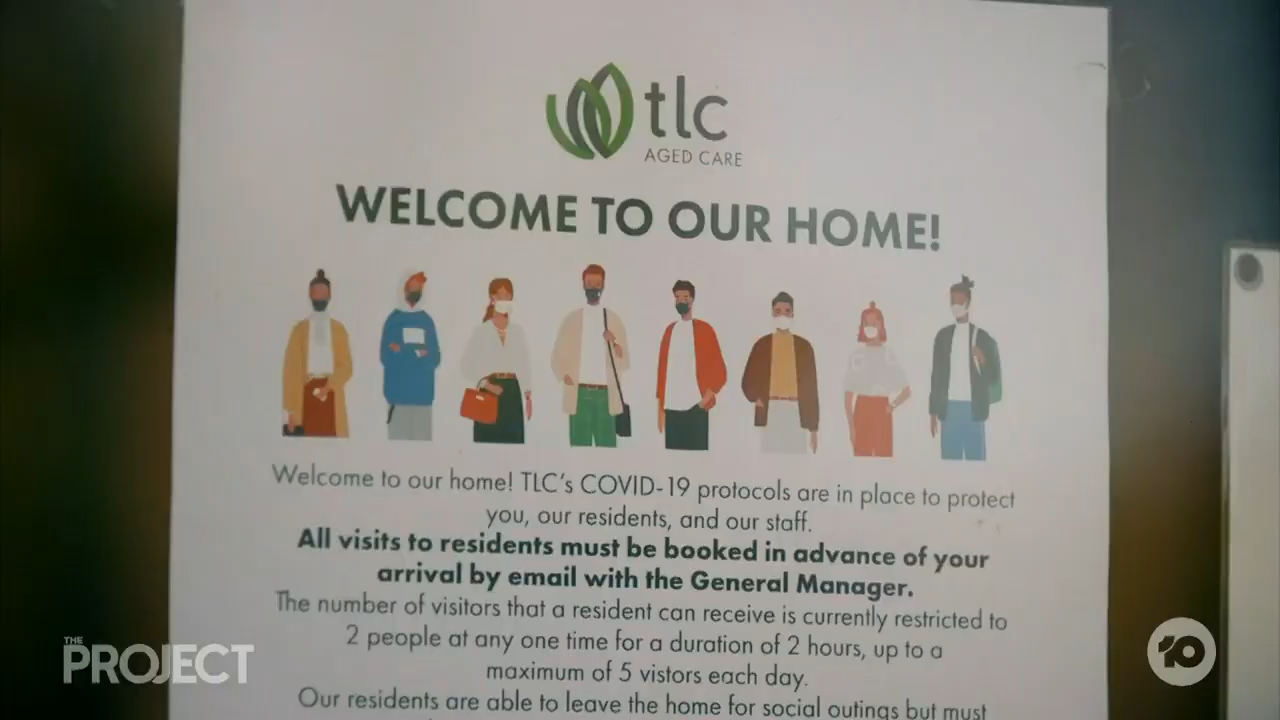 tlc
AGED CARE
WELCOME TO OUR HOME!
Welcome to our home! TLC's COVID-19 protocols are in place to protect
you, our residents, and our staff.
All visits to residents must be booked in advance of your
arrival by email with the General Manager.
The number of visitors that a resident can receive is currently restricted to
2 people at any one time for a duration of 2 hours, up to a
maximum of 5 vistors each day.
Our residents are able to leave the home for social outings but must
THE
PROJECT
10